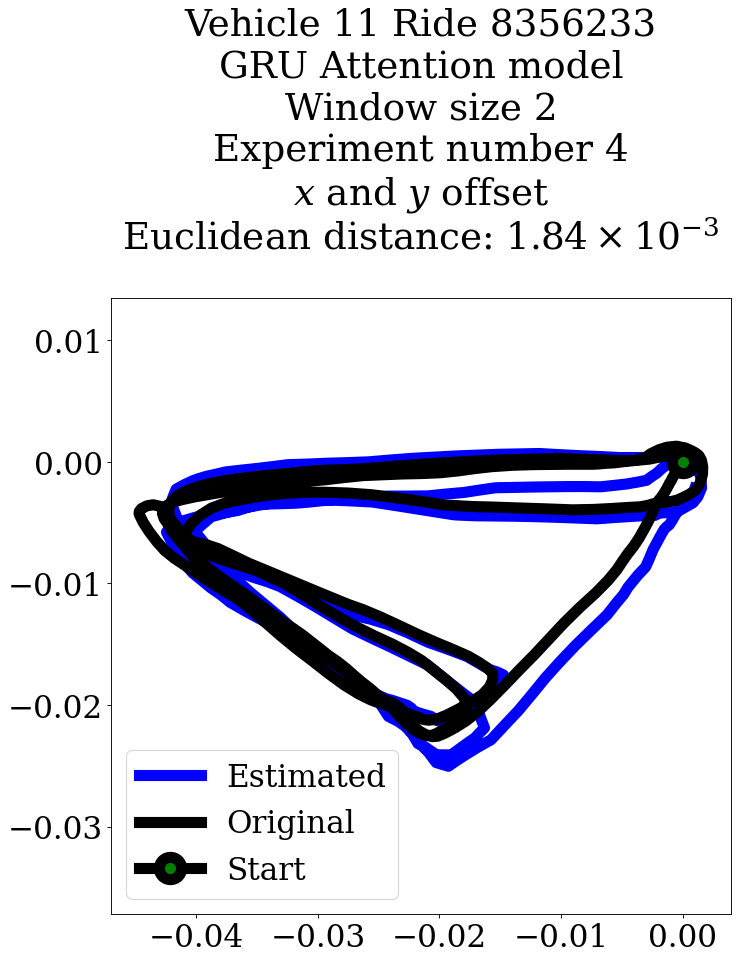 Vehicle 11 Ride 8356233
GRU Attention model
Window size 2
Experiment number 4
x and y offset
Euclidean distance: 1.84 × 10⁻³
0.01
0.00
−0.01
−0.02
−0.03
Estimated
Original
Start
−0.04 −0.03 −0.02 −0.01 0.00